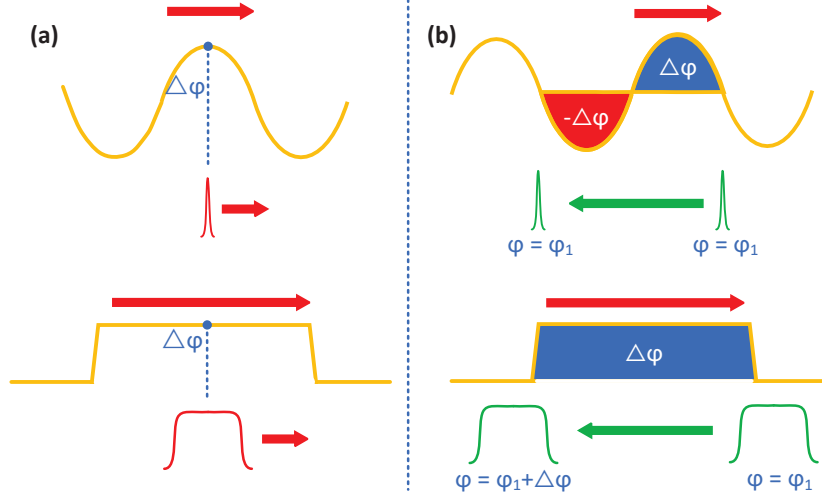 (a)
△φ
(b)
△φ
-△φ
φ = φ₁
φ = φ₁
△φ
△φ
φ = φ₁+△φ
φ = φ₁